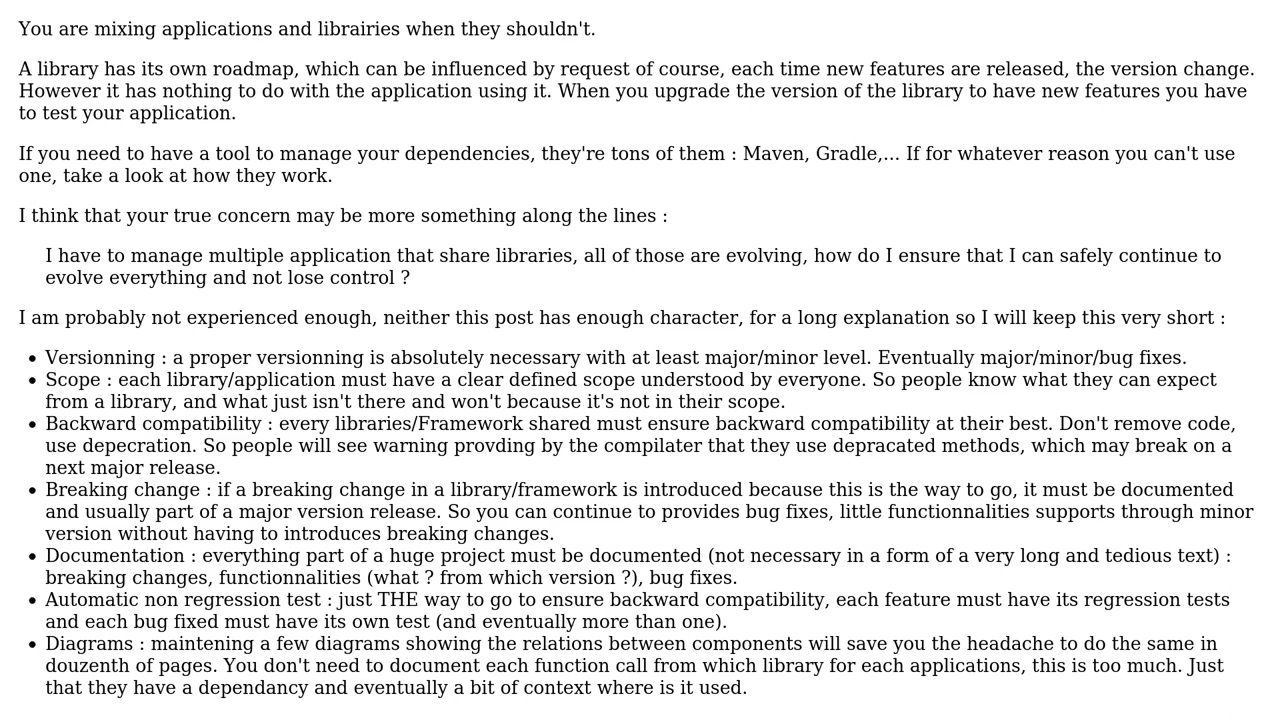 You are mixing applications and librairies when they shouldn't.
A library has its own roadmap, which can be influenced by request of course, each time new features are released, the version change.
However it has nothing to do with the application using it. When you upgrade the version of the library to have new features you have
to test your application.
If you need to have a tool to manage your dependencies, they're tons of them : Maven, Gradle,... If for whatever reason you can't use
one, take a look at how they work.
I think that your true concern may be more something along the lines :
I have to manage multiple application that share libraries, all of those are evolving, how do I ensure that I can safely continue to
evolve everything and not lose control ?
I am probably not experienced enough, neither this post has enough character, for a long explanation so I will keep this very short :
• Versionning : a proper versionning is absolutely necessary with at least major/minor level. Eventually major/minor/bug fixes.
• Scope : each library/application must have a clear defined scope understood by everyone. So people know what they can expect
from a library, and what just isn't there and won't because it's not in their scope.
• Backward compatibility : every libraries/Framework shared must ensure backward compatibility at their best. Don't remove code,
use depecration. So people will see warning provding by the compilater that they use depracated methods, which may break on a
next major release.
• Breaking change : if a breaking change in a library/framework is introduced because this is the way to go, it must be documented
and usually part of a major version release. So you can continue to provides bug fixes, little functionnalities supports through minor
version without having to introduces breaking changes.
• Documentation : everything part of a huge project must be documented (not necessary in a form of a very long and tedious text) :
breaking changes, functionnalities (what ? from which version ?), bug fixes.
• Automatic non regression test : just THE way to go to ensure backward compatibility, each feature must have its regression tests
and each bug fixed must have its own test (and eventually more than one).
• Diagrams : maintening a few diagrams showing the relations between components will save you the headache to do the same in
douzenth of pages. You don't need to document each function call from which library for each applications, this is too much. Just
that they have a dependancy and eventually a bit of context where is it used.